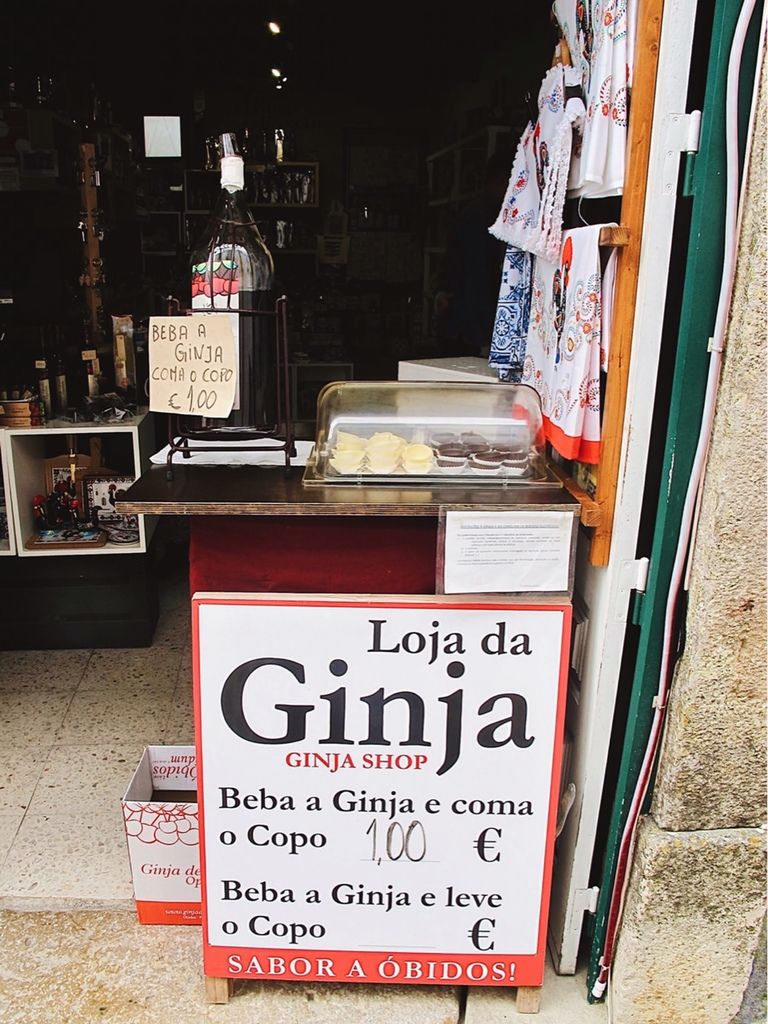 BEBA A
GINJA
COMA O COPO
€ 1,00
Loja da
Ginja
GINJA SHOP
Beba a Ginja e coma
o Copo 1,00 €
Beba a Ginja e leve
o Copo €
SABOR A ÓBIDOS!
Óbidos
Ginja de